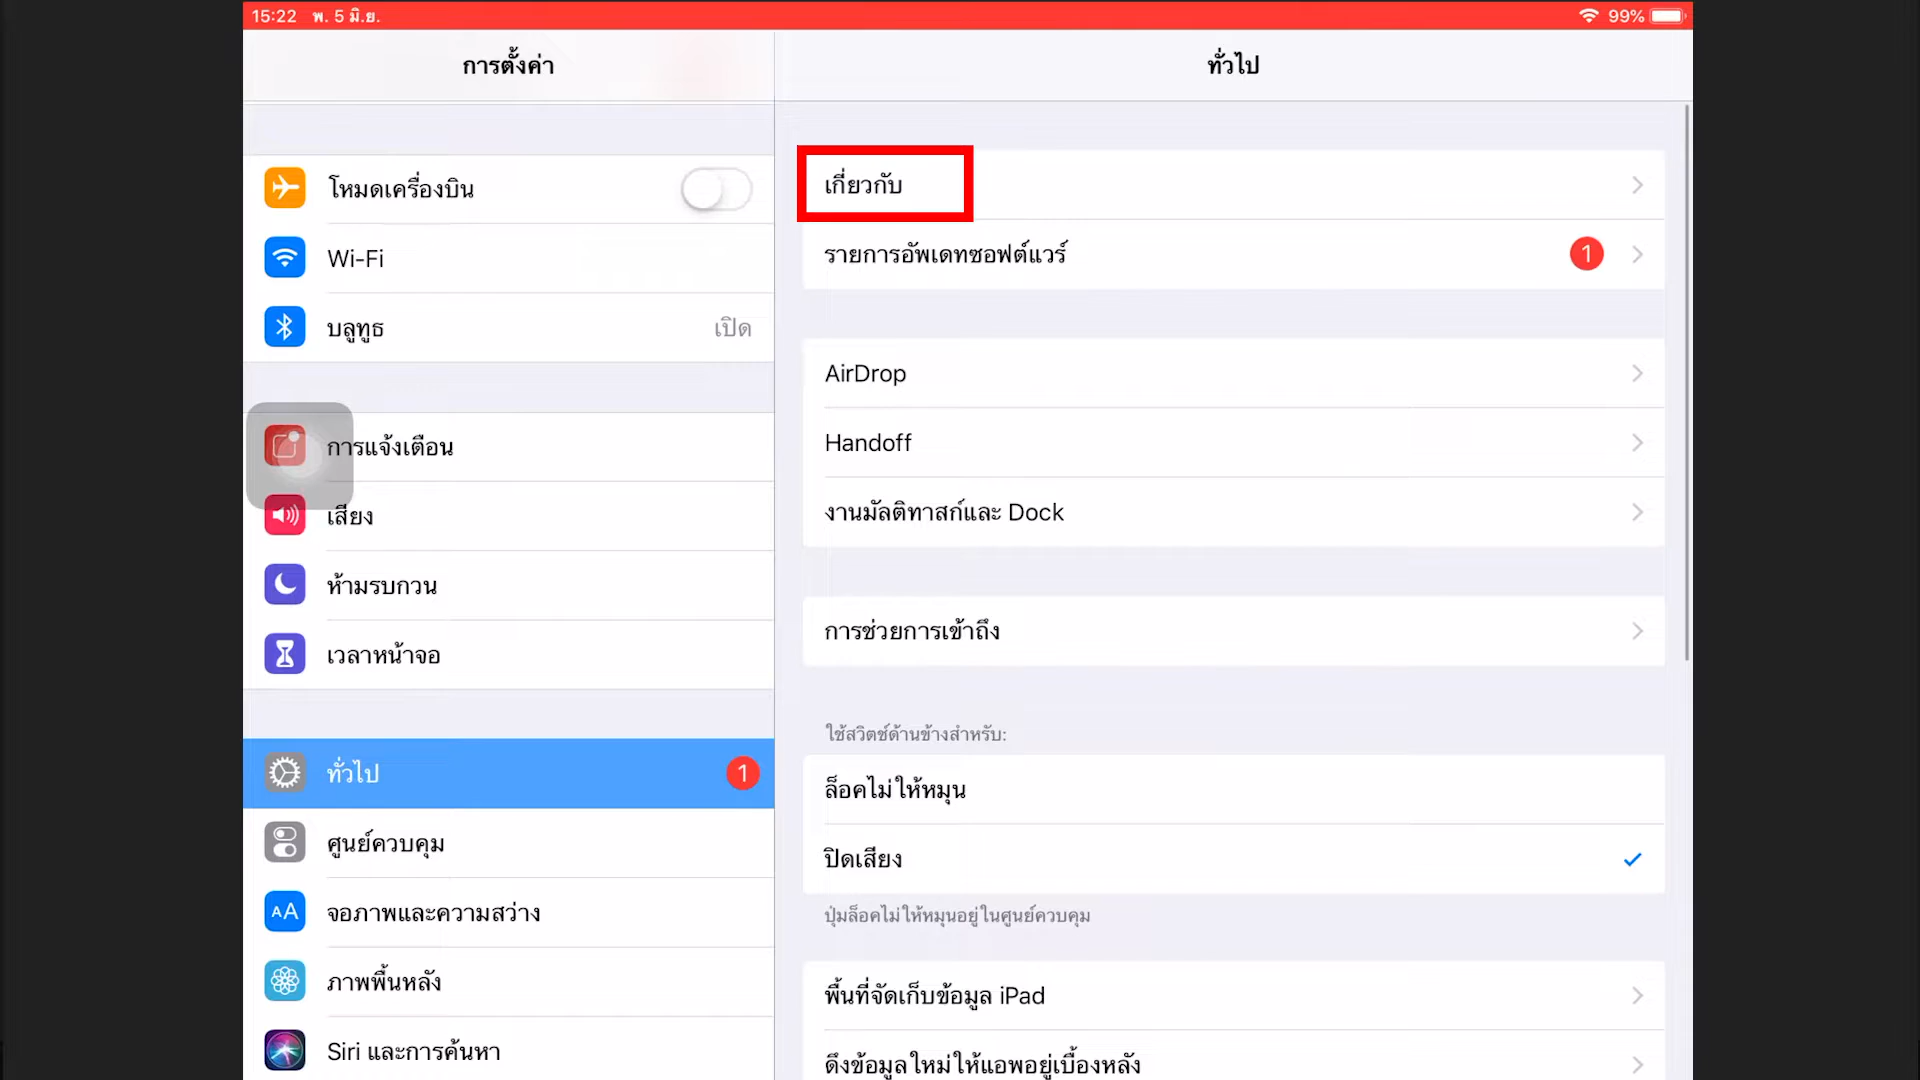 15:22 พ. 5 มิ.ย.
99%
การตั้งค่า
ทั่วไป
โหมดเครื่องบิน
Wi-Fi
บลูทูธ
เปิด
การแจ้งเตือน
เสียง
ห้ามรบกวน
เวลาหน้าจอ
ทั่วไป
1
ศูนย์ควบคุม
AA
จอภาพและความสว่าง
ภาพพื้นหลัง
Siri และการค้นหา
เกี่ยวกับ
รายการอัพเดทซอฟต์แวร์
1
AirDrop
Handoff
งานมัลติทาสก์และ Dock
การช่วยการเข้าถึง
ใช้สวิตช์ด้านข้างสำหรับ:
ล็อคไม่ให้หมุน
ปิดเสียง
ปุ่มล็อคไม่ให้หมุนอยู่ในศูนย์ควบคุม
พื้นที่จัดเก็บข้อมูล iPad
ดึงข้อมูลใหม่ให้แอพอยู่เบื้องหลัง